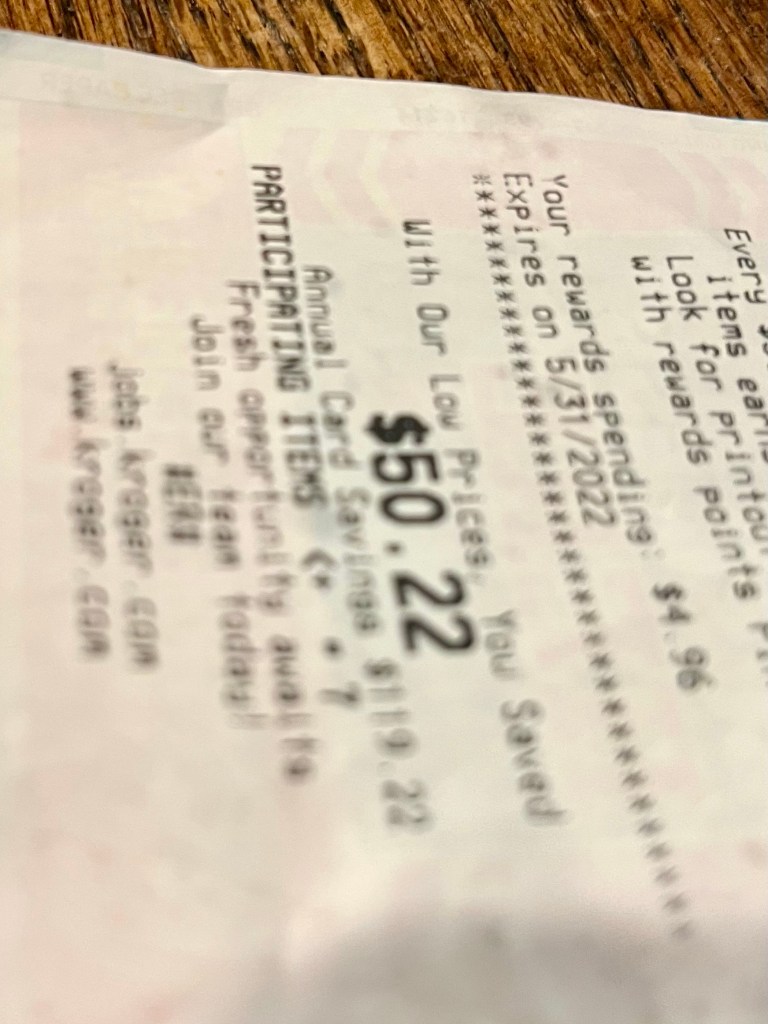 Every
items earn
Look for printou
with rewards points
Your rewards spending: $4.96
Expires on 5/31/2022
************************************
With Our Low Prices, You Saved
$50.22
Annual Card Savings $119.22
PARTICIPATING ITEMS
Fresh opportunity awaits
Join our team today!
jobs.kroger.com
www.kroger.com